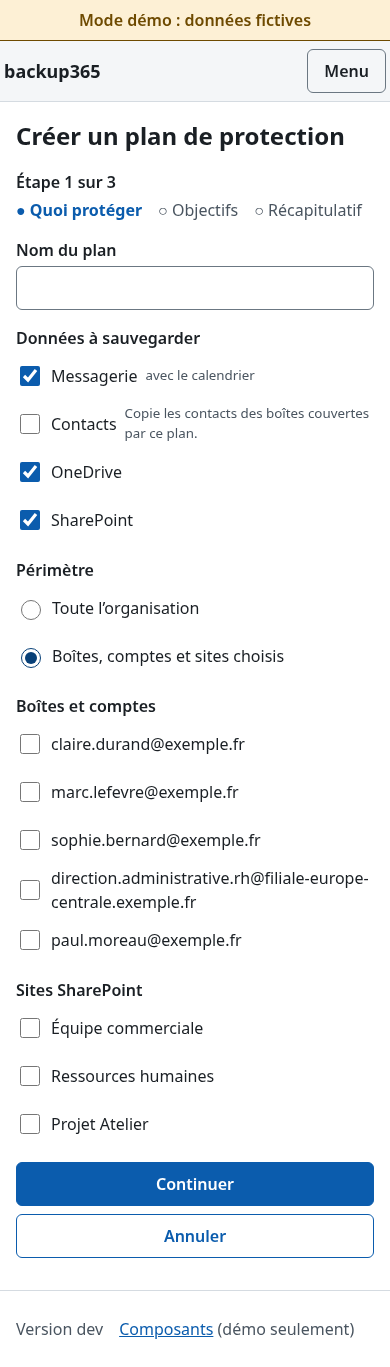 Mode démo : données fictives
backup365
Menu
Créer un plan de protection
Étape 1 sur 3
● Quoi protéger ○ Objectifs ○ Récapitulatif
Nom du plan
Données à sauvegarder
Messagerie avec le calendrier
Contacts Copie les contacts des boîtes couvertes
par ce plan.
OneDrive
SharePoint
Périmètre
Toute l’organisation
Boîtes, comptes et sites choisis
Boîtes et comptes
claire.durand@exemple.fr
marc.lefevre@exemple.fr
sophie.bernard@exemple.fr
direction.administrative.rh@filiale-europe-
centrale.exemple.fr
paul.moreau@exemple.fr
Sites SharePoint
Équipe commerciale
Ressources humaines
Projet Atelier
Continuer
Annuler
Version dev Composants (démo seulement)